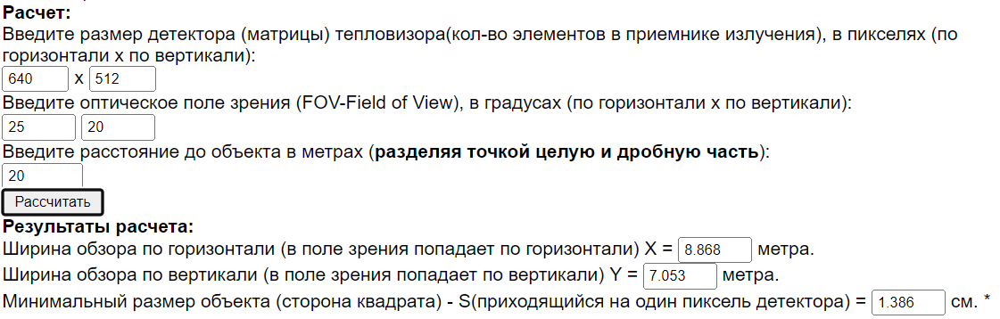 Расчет:
Введите размер детектора (матрицы) тепловизора(кол-во элементов в приемнике излучения), в пикселях (по
горизонтали х по вертикали):
640 х 512
Введите оптическое поле зрения (FOV-Field of View), в градусах (по горизонтали х по вертикали):
25 20
Введите расстояние до объекта в метрах (разделяя точкой целую и дробную часть):
20
Рассчитать
Результаты расчета:
Ширина обзора по горизонтали (в поле зрения попадает по горизонтали) X = 8.868 метра.
Ширина обзора по вертикали (в поле зрения попадает по вертикали) Y = 7.053 метра.
Минимальный размер объекта (сторона квадрата) - S(приходящийся на один пиксель детектора) = 1.386 см. *